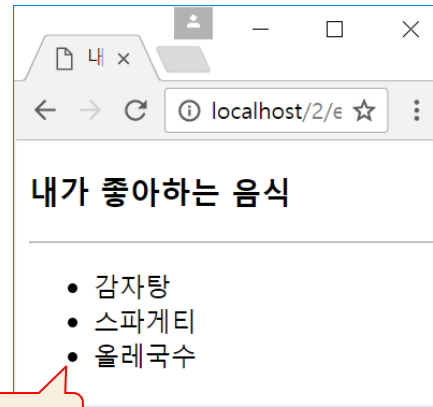 내
localhost/2/e
내가 좋아하는 음식
감자탕
스파게티
올레국수